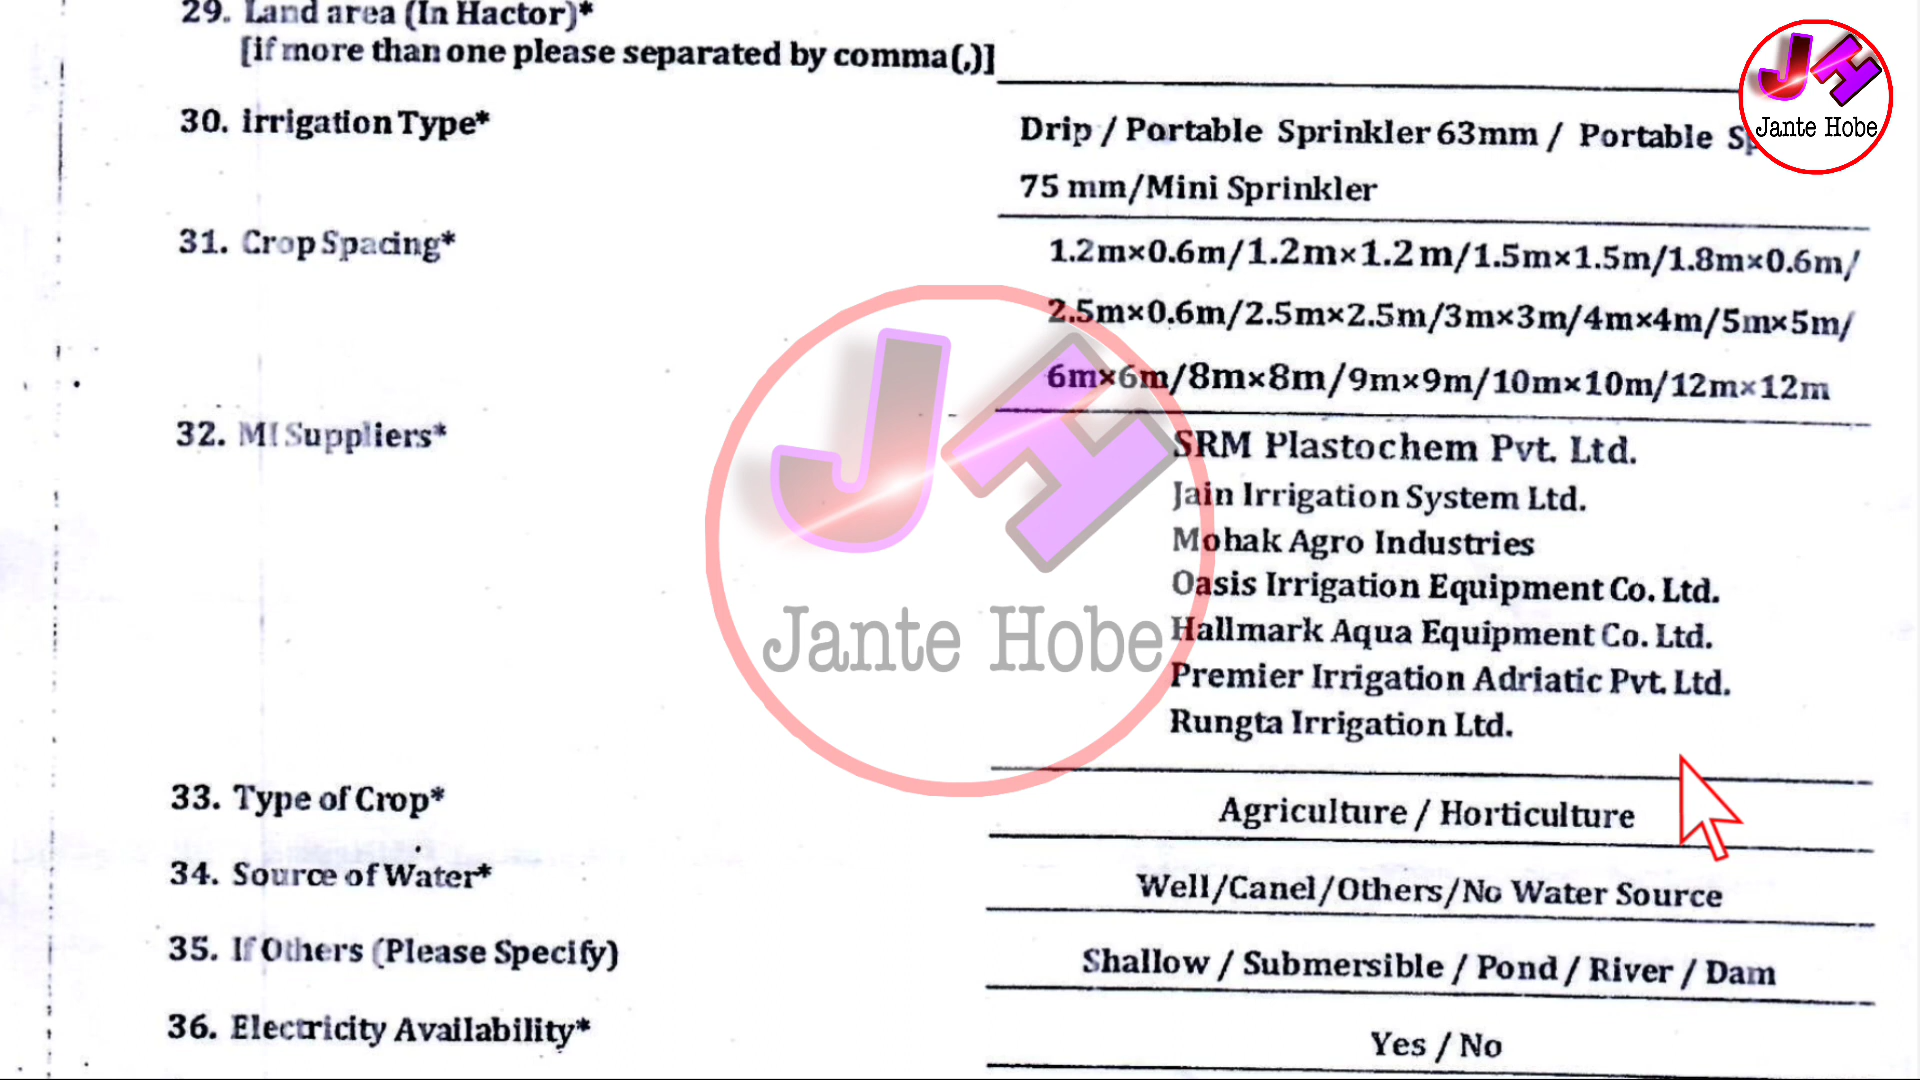 29. Land area (In Hactor)*
[if more than one please separated by comma(,)]
30. irrigation Type*
Drip / Portable Sprinkler 63mm / Portable
75 mm/Mini Sprinkler
31. Crop Spacing*
1.2m×0.6m/1.2m×1.2m/1.5m×1.5m/1.8m×0.6m/
2.5m×0.6m/2.5m×2.5m/3m×3m/4m×4m/5m×5m/
6m×6m/8m×8m/9m×9m/10m×10m/12m×12m
32. MI Suppliers*
SRM Plastochem Pvt. Ltd.
Jain Irrigation System Ltd.
Mohak Agro Industries
Oasis Irrigation Equipment Co. Ltd.
Hallmark Aqua Equipment Co. Ltd.
Premier Irrigation Adriatic Pvt. Ltd.
Rungta Irrigation Ltd.
33. Type of Crop*
Agriculture / Horticulture
34. Source of Water*
Well/Canel/Others/No Water Source
35. If Others (Please Specify)
Shallow / Submersible / Pond / River / Dam
36. Electricity Availability*
Yes / No
JH
Jante Hobe
JH
Jante Hobe